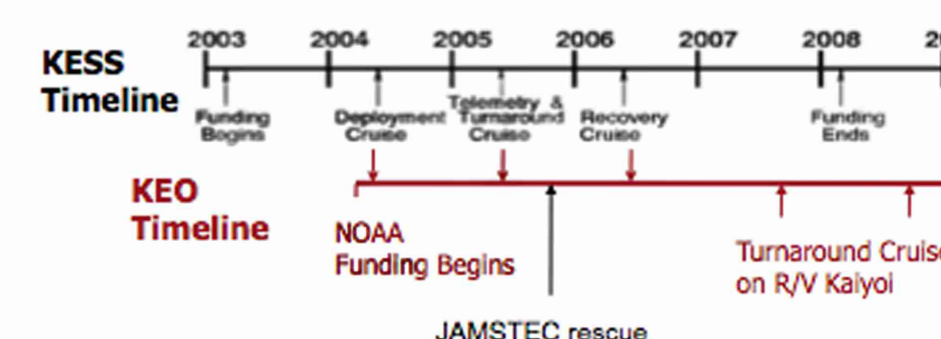 2003 2004 2005 2006 2007 2008
KESS
Timeline
Funding
Begins
Deployment
Cruise
Telemetry &
Turnaround
Cruise
Recovery
Cruise
Funding
Ends
KEO
Timeline
NOAA
Funding Begins
Turnaround Cruise
on R/V Kaiyoi
JAMSTEC rescue